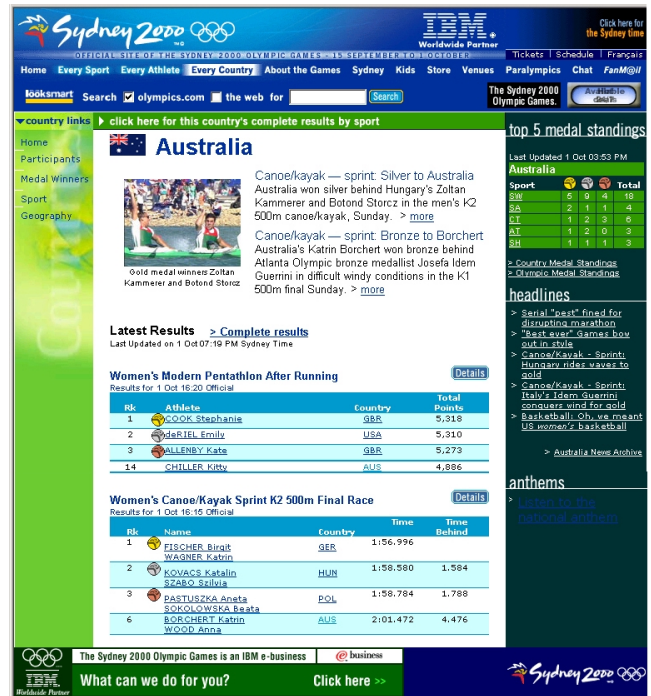 Sydney 2000
IBM
Worldwide Partner
Click here for
the Sydney time
OFFICIAL SITE OF THE SYDNEY 2000 OLYMPIC GAMES - 15 SEPTEMBER TO 1 OCTOBER
Tickets | Schedule | Français
Home Every Sport Every Athlete Every Country About the Games Sydney Kids Store Venues Paralympics Chat FanM@il
looksmart Search olympics.com the web for Search
The Sydney 2000
Olympic Games.
country links
click here for this country's complete results by sport
Home
Participants
Medal Winners
Sport
Geography
Australia
Gold medal winners Zoltan
Kammerer and Botond Storcz
Canoe/kayak — sprint: Silver to Australia
Australia won silver behind Hungary's Zoltan
Kammerer and Botond Storcz in the men's K2
500m canoe/kayak, Sunday. > more
Canoe/kayak — sprint: Bronze to Borchert
Australia's Katrin Borchert won bronze behind
Atlanta Olympic bronze medallist Josefa Idem
Guerrini in difficult windy conditions in the K1
500m final Sunday. > more
Latest Results > Complete results
Last Updated on 1 Oct 07:19 PM Sydney Time
Women's Modern Pentathlon After Running Details
Results for 1 Oct 16:20 Official
Rk Athlete Country Total Points
1 COOK Stephanie GBR 5,318
2 deRIEL Emily USA 5,310
3 ALLENBY Kate GBR 5,273
14 CHILLER Kitty AUS 4,886
Women's Canoe/Kayak Sprint K2 500m Final Race Details
Results for 1 Oct 16:15 Official
Rk Name Country Time Time Behind
1 FISCHER Birgit GER 1:56.996
WAGNER Katrin
2 KOVACS Katalin HUN 1:58.580 1.584
SZABO Szilvia
3 PASTUSZKA Aneta POL 1:58.784 1.788
SOKOLOWSKA Beata
6 BORCHERT Katrin AUS 2:01.472 4.476
WOOD Anna
top 5 medal standings
Last Updated 1 Oct 03:53 PM
Australia
Sport Total
SW 5 9 4 18
SA 2 1 1 4
CT 1 2 3 6
AT 1 2 0 3
SH 1 1 1 3
> Country Medal Standings
> Olympic Medal Standings
headlines
> Serial "pest" fined for
disrupting marathon
> "Best ever" Games bow
out in style
> Canoe/Kayak - Sprint:
Hungary rides waves to
gold
> Canoe/Kayak - Sprint:
Italy's Idem Guerrini
conquers wind for gold
> Basketball: Oh, we meant
US women's basketball
> Australia News Archive
anthems
> Listen to the
national anthem
The Sydney 2000 Olympic Games is an IBM e-business
e business
IBM
Worldwide Partner
What can we do for you? Click here >>
Sydney 2000